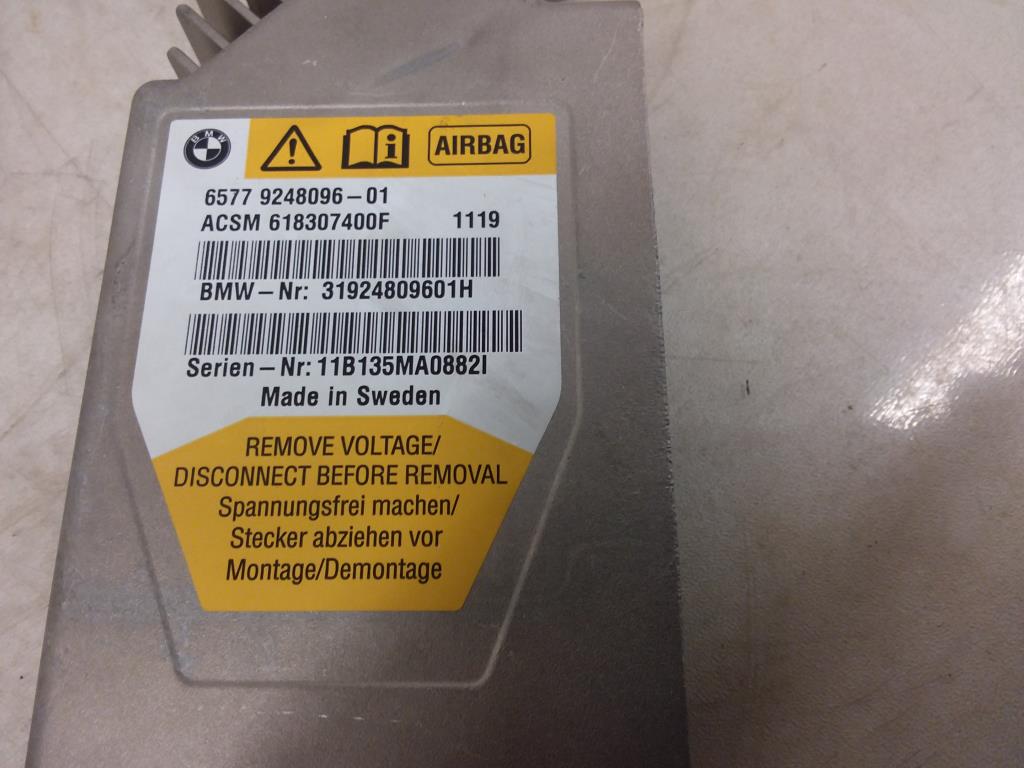 BMW
AIRBAG
6577 9248096-01
ACSM 618307400F 1119
BMW-Nr: 31924809601H
Serien-Nr: 11B135MA0882I
Made in Sweden
REMOVE VOLTAGE/
DISCONNECT BEFORE REMOVAL
Spannungsfrei machen/
Stecker abziehen vor
Montage/Demontage